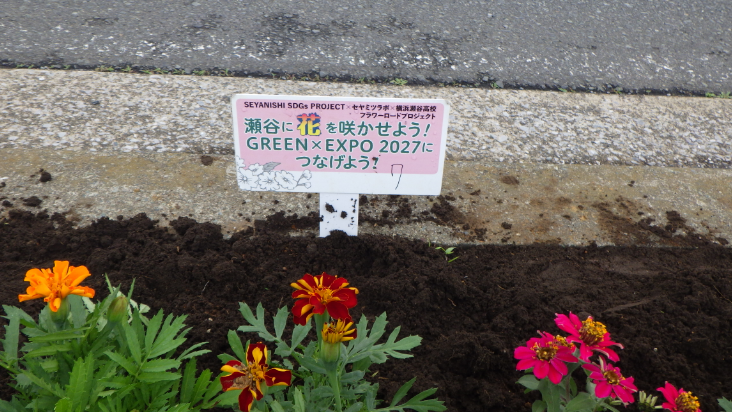 SEYANISHI SDGs PROJECT×セヤミツラボ×横浜瀬谷高校
フラワーロードプロジェクト
瀬谷に花を咲かせよう!
GREEN×EXPO 2027に
つなげよう!
7